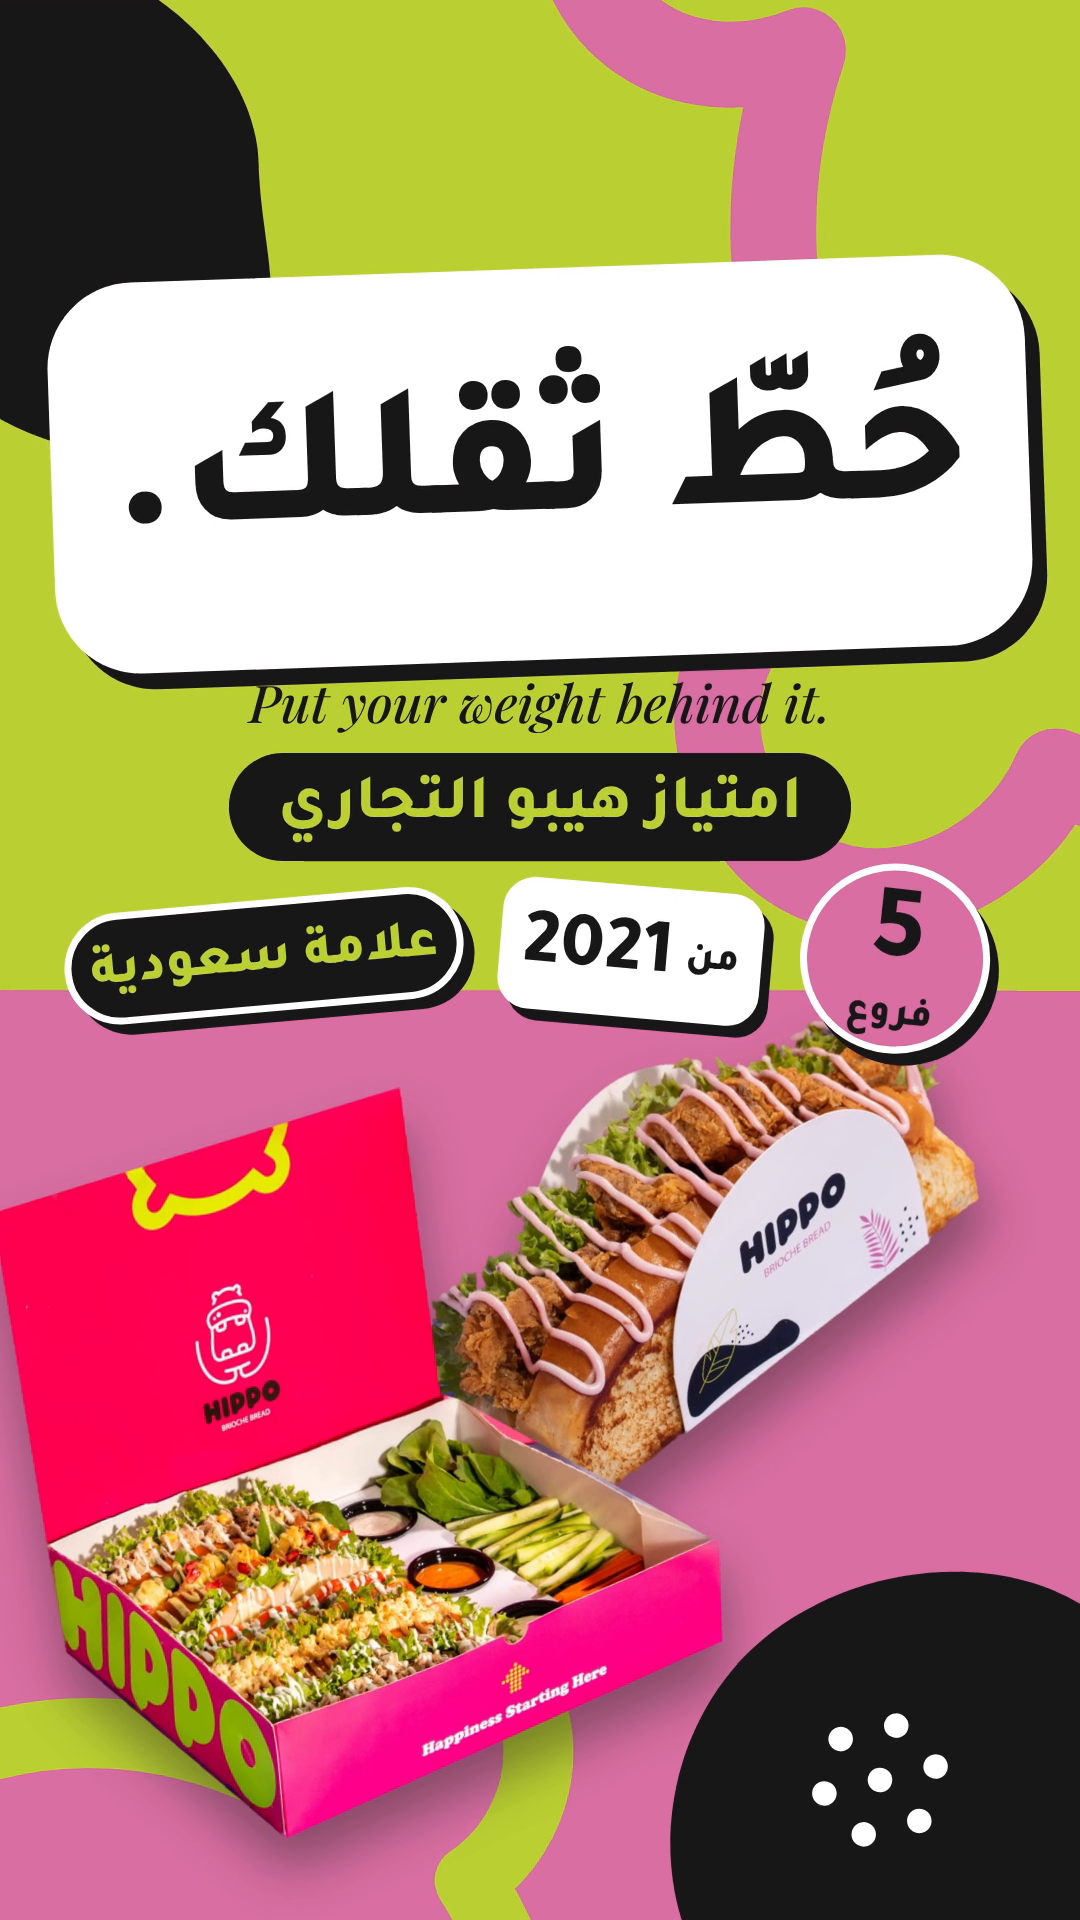 حُطّ ثقلك.
Put your weight behind it.
امتياز هيبو التجاري
5
فروع
من 2021
علامة سعودية
HIPPO
BRIOCHE BREAD
HIPPO
BRIOCHE BREAD
HIPPO
Happiness Starting Here